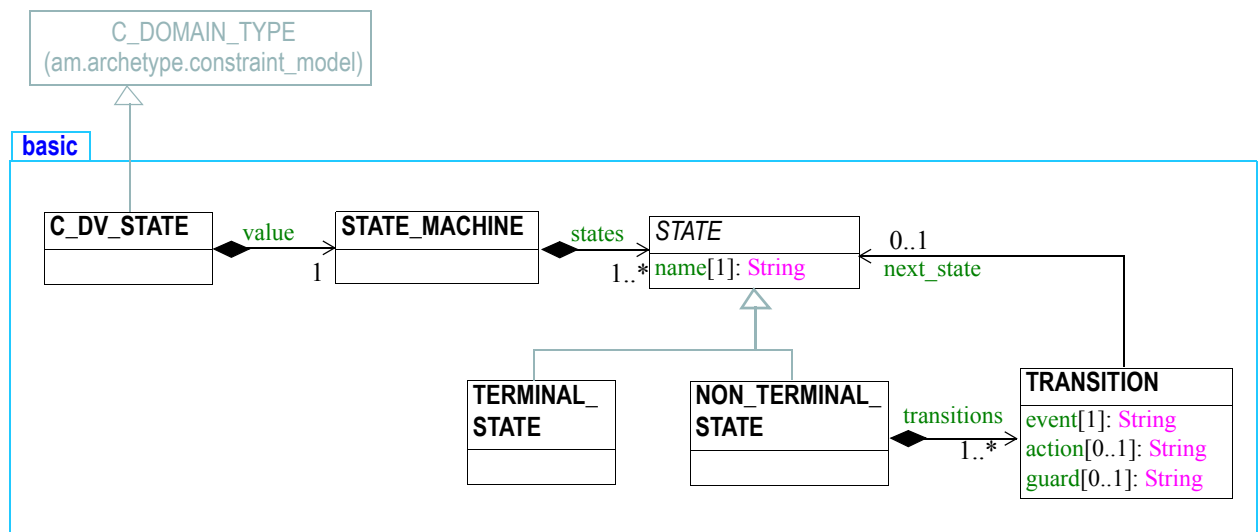 C_DOMAIN_TYPE
(am.archetype.constraint_model)
basic
C_DV_STATE
value
1
STATE_MACHINE
states
1..*
STATE
name[1]: String
0..1
next_state
TERMINAL_
STATE
NON_TERMINAL_
STATE
transitions
1..*
TRANSITION
event[1]: String
action[0..1]: String
guard[0..1]: String